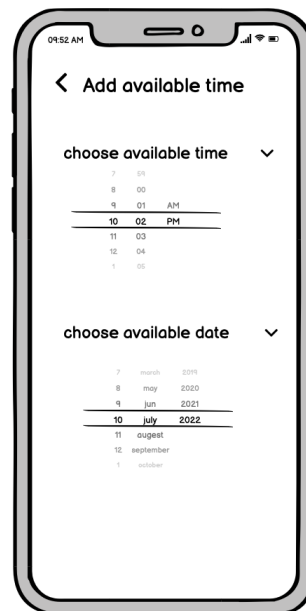 09:52 AM
Add available time
choose available time
7 59
8 00
9 01 AM
10 02 PM
11 03
12 04
1 05
choose available date
7 march 2019
8 may 2020
9 jun 2021
10 july 2022
11 augest
12 september
1 october